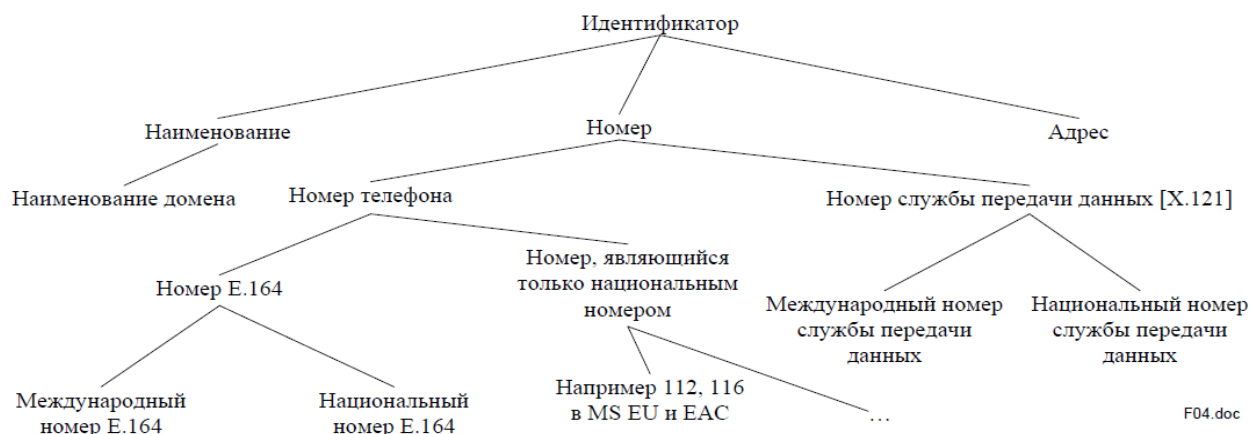 Идентификатор
Наименование
Номер
Адрес
Наименование домена
Номер телефона
Номер службы передачи данных [X.121]
Номер E.164
Номер, являющийся
только национальным
номером
Международный номер
службы передачи
данных
Национальный номер
службы передачи
данных
Международный
номер E.164
Национальный
номер E.164
Например 112, 116
в MS EU и EAC
…
F04.doc